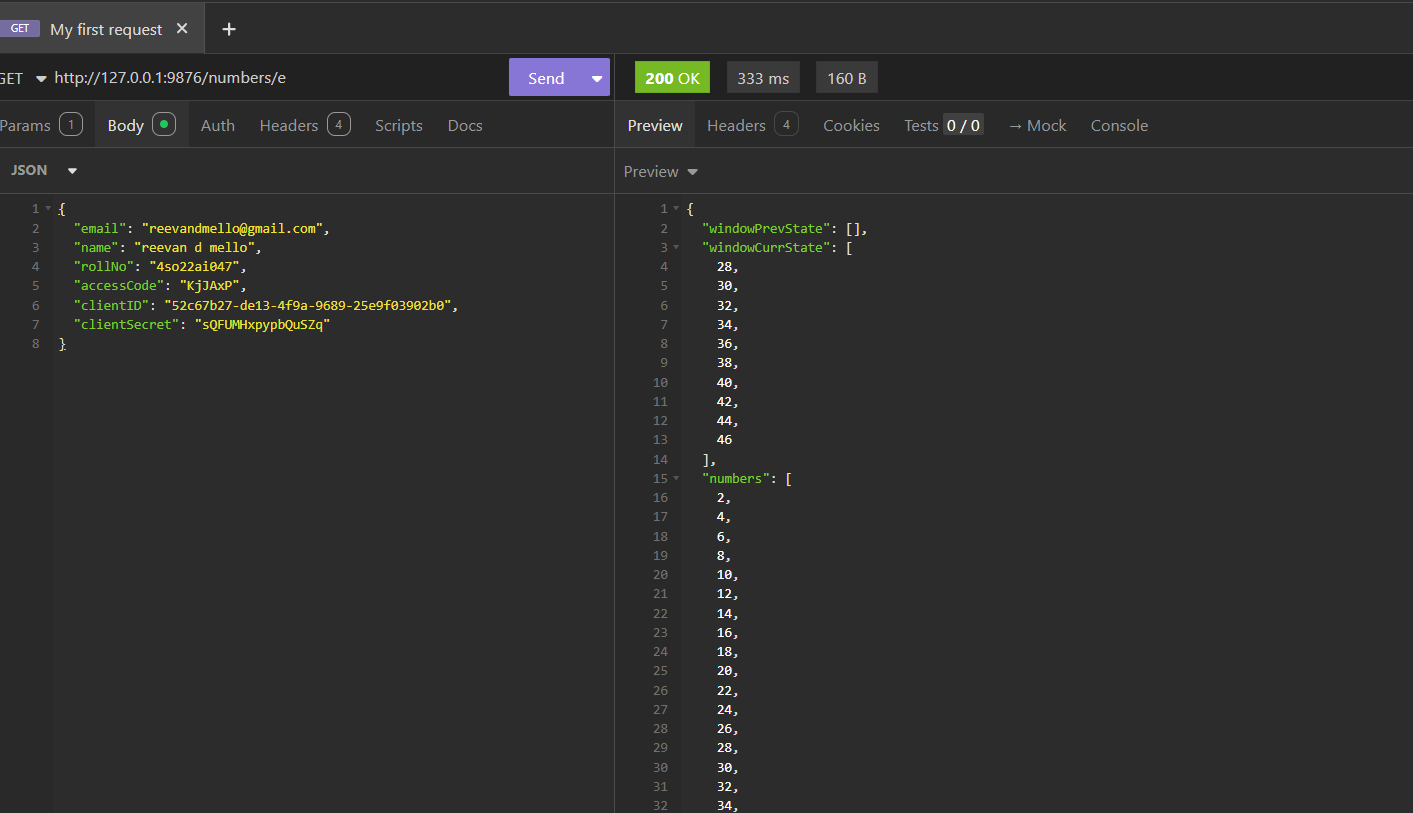 GET My first request
GET http://127.0.0.1:9876/numbers/e Send 200 OK 333 ms 160 B
Params 1 Body Auth Headers 4 Scripts Docs
Preview Headers 4 Cookies Tests 0 / 0 → Mock Console
JSON
Preview
1 {
2 "email": "reevandmello@gmail.com",
3 "name": "reevan d mello",
4 "rollNo": "4so22ai047",
5 "accessCode": "KjJAxP",
6 "clientID": "52c67b27-de13-4f9a-9689-25e9f03902b0",
7 "clientSecret": "sQFUMHxpypbQuSZq"
8 }
1 {
2 "windowPrevState": [],
3 "windowCurrState": [
4 28,
5 30,
6 32,
7 34,
8 36,
9 38,
10 40,
11 42,
12 44,
13 46
14 ],
15 "numbers": [
16 2,
17 4,
18 6,
19 8,
20 10,
21 12,
22 14,
23 16,
24 18,
25 20,
26 22,
27 24,
28 26,
29 28,
30 30,
31 32,
32 34,